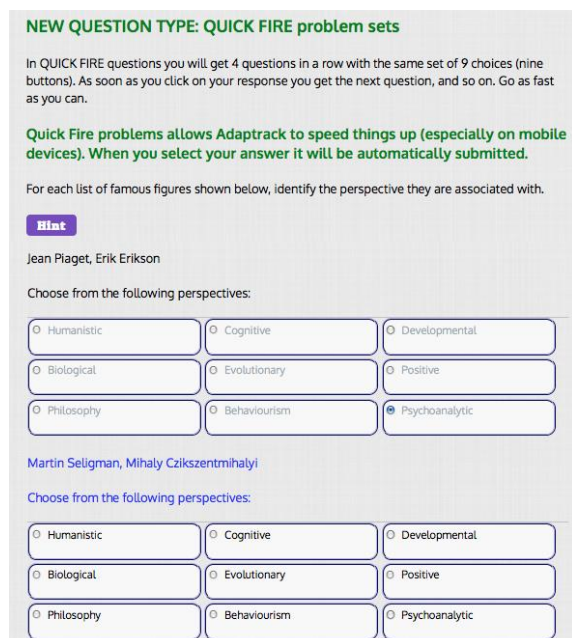 NEW QUESTION TYPE: QUICK FIRE problem sets
In QUICK FIRE questions you will get 4 questions in a row with the same set of 9 choices (nine
buttons). As soon as you click on your response you get the next question, and so on. Go as fast
as you can.
Quick Fire problems allows Adaptrack to speed things up (especially on mobile
devices). When you select your answer it will be automatically submitted.
For each list of famous figures shown below, identify the perspective they are associated with.
Hint
Jean Piaget, Erik Erikson
Choose from the following perspectives:
Humanistic Cognitive Developmental
Biological Evolutionary Positive
Philosophy Behaviourism Psychoanalytic
Martin Seligman, Mihaly Czikszentmihalyi
Choose from the following perspectives:
Humanistic Cognitive Developmental
Biological Evolutionary Positive
Philosophy Behaviourism Psychoanalytic